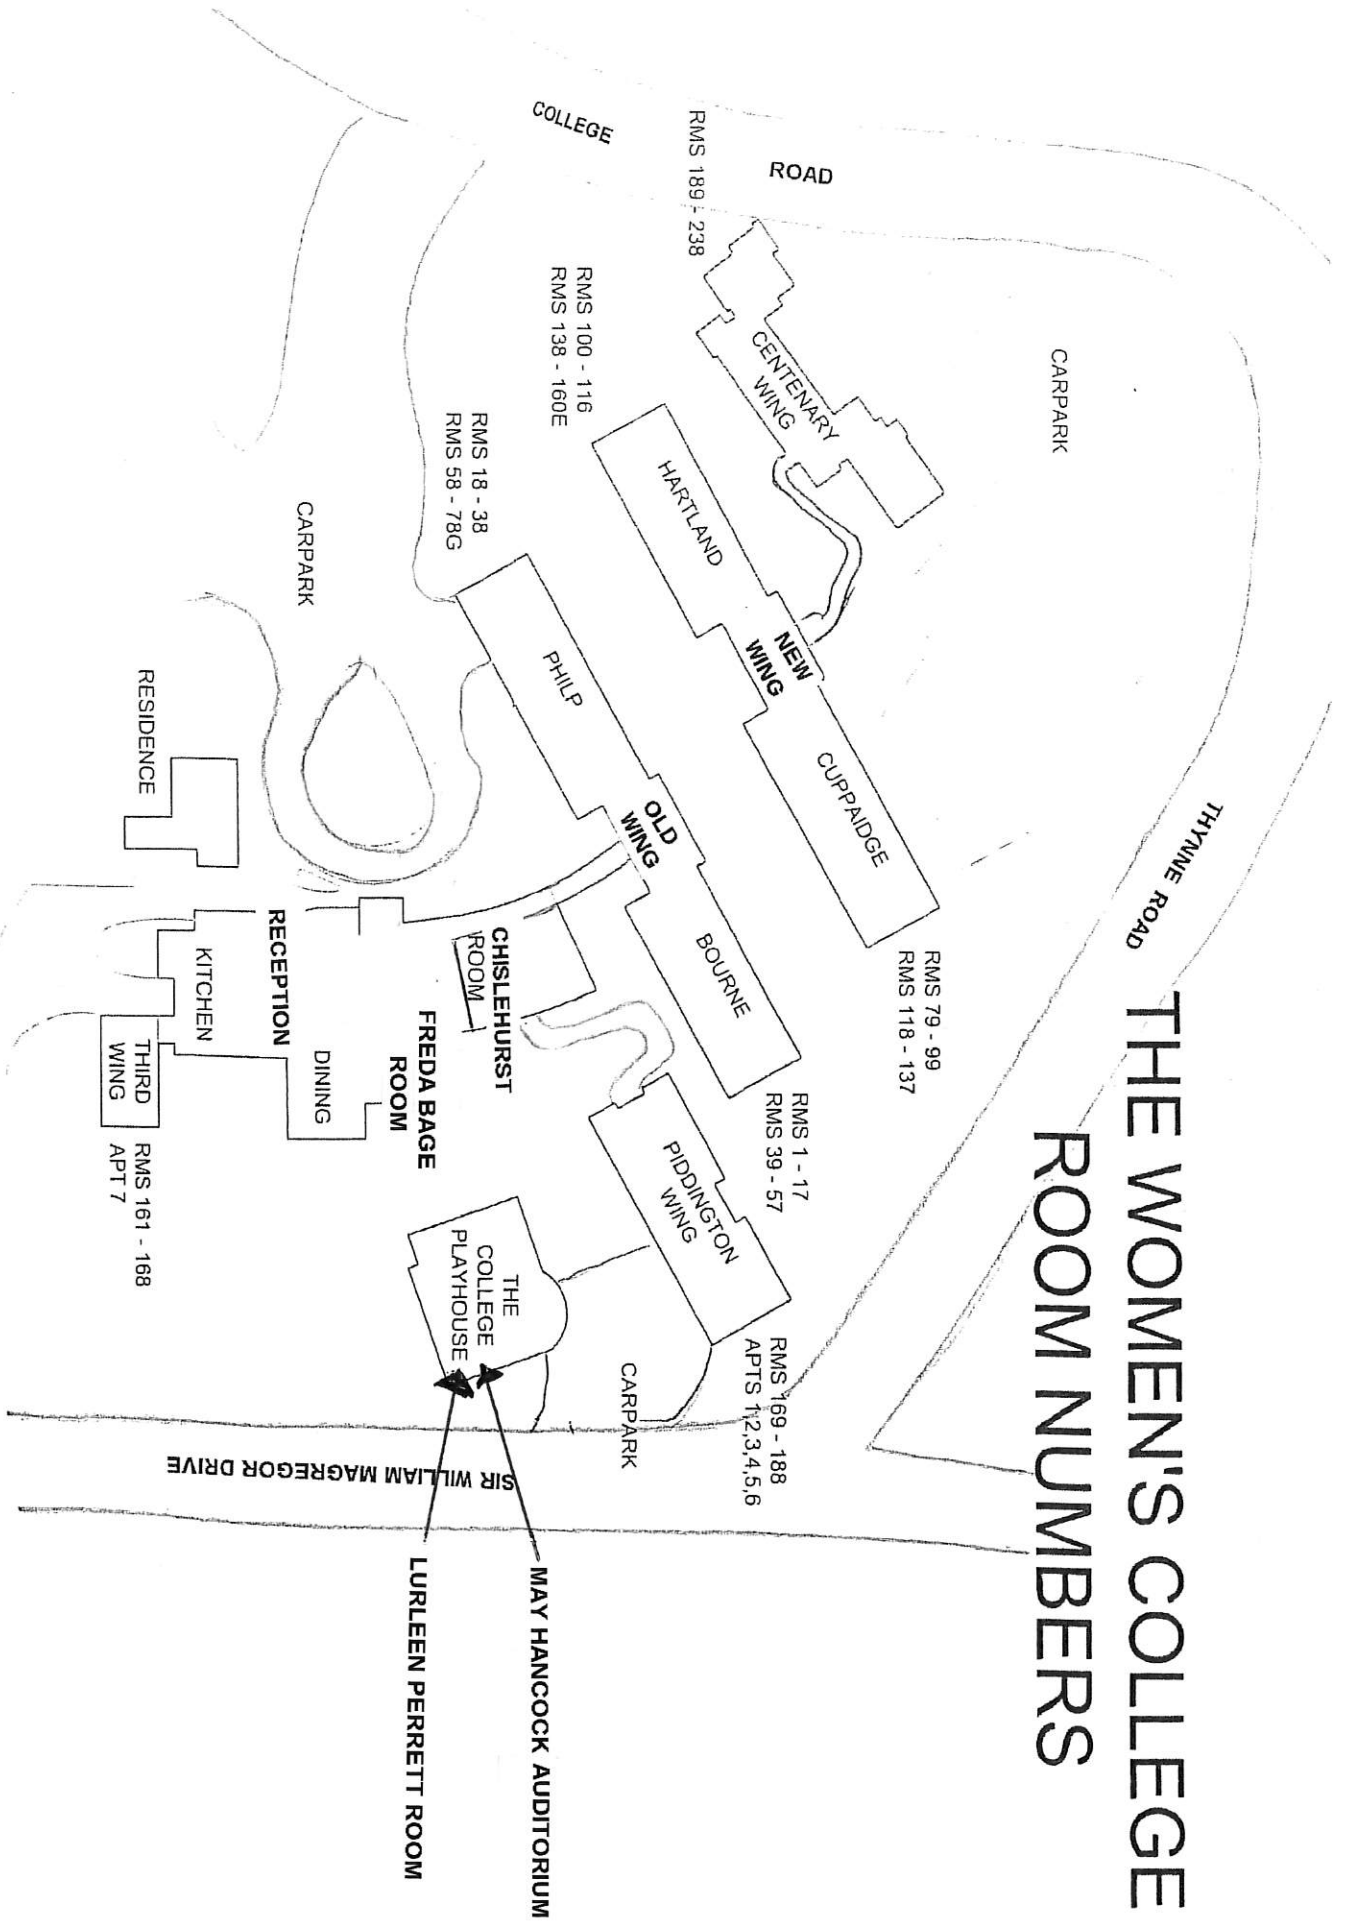 THE WOMEN'S COLLEGE
ROOM NUMBERS
THYNNE ROAD
COLLEGE
ROAD
CARPARK
RMS 189 - 238
CENTENARY
WING
RMS 100 - 116
RMS 138 - 160E
HARTLAND
NEW
WING
CUPPAIDGE
RMS 79 - 99
RMS 118 - 137
RMS 18 - 38
RMS 58 - 78G
PHILP
OLD
WING
BOURNE
RMS 1 - 17
RMS 39 - 57
CARPARK
PIDDINGTON
WING
RMS 169 - 188
APTS 1,2,3,4,5,6
CHISLEHURST
ROOM
FREDA BAGE
ROOM
THE
COLLEGE
PLAYHOUSE
CARPARK
SIR WILLIAM MAGREGOR DRIVE
MAY HANCOCK AUDITORIUM
LURLEEN PERRETT ROOM
RESIDENCE
RECEPTION
KITCHEN
DINING
THIRD
WING
RMS 161 - 168
APT 7